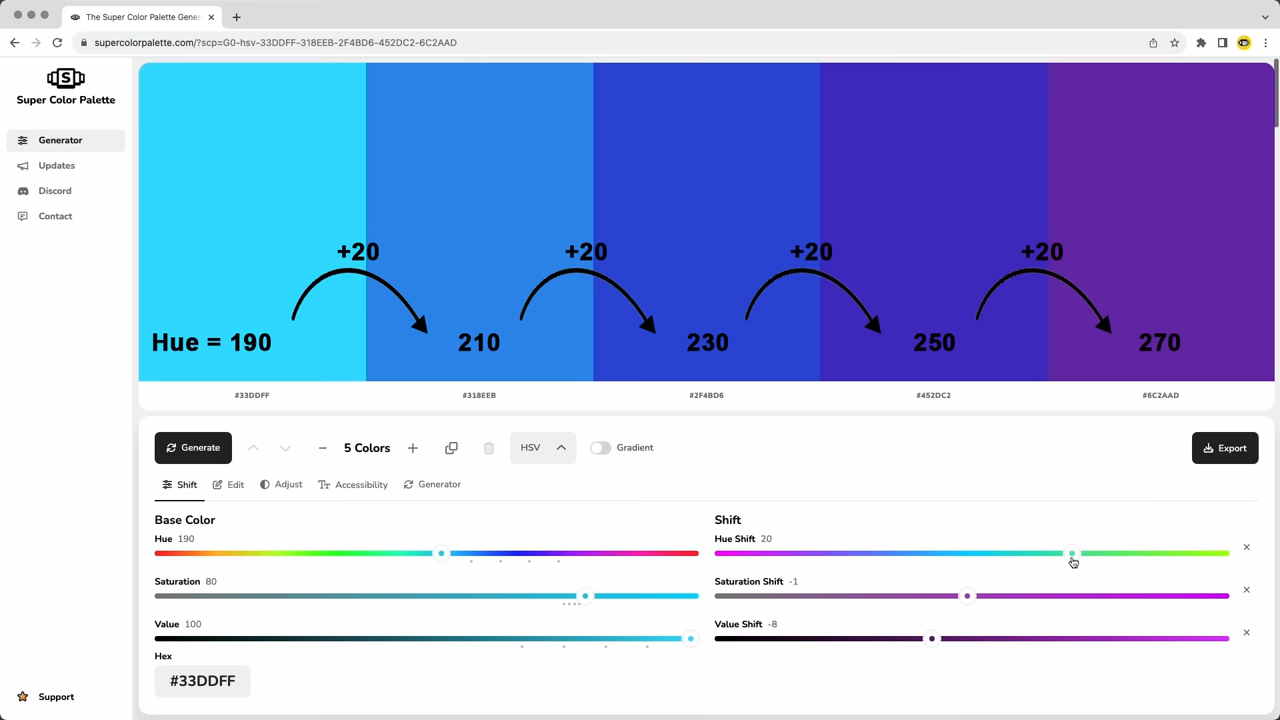 The Super Color Palette Gener
supercolorpalette.com/?scp=G0-hsv-33DDFF-318EEB-2F4BD6-452DC2-6C2AAD
S
Super Color Palette
Generator
Updates
Discord
Contact
Support
+20 +20 +20 +20
Hue = 190 210 230 250 270
#33DDFF #318EEB #2F4BD6 #452DC2 #6C2AAD
Generate 5 Colors HSV Gradient Export
Shift Edit Adjust Accessibility Generator
Base Color
Hue 190
Saturation 80
Value 100
Hex
#33DDFF
Shift
Hue Shift 20
Saturation Shift -1
Value Shift -8